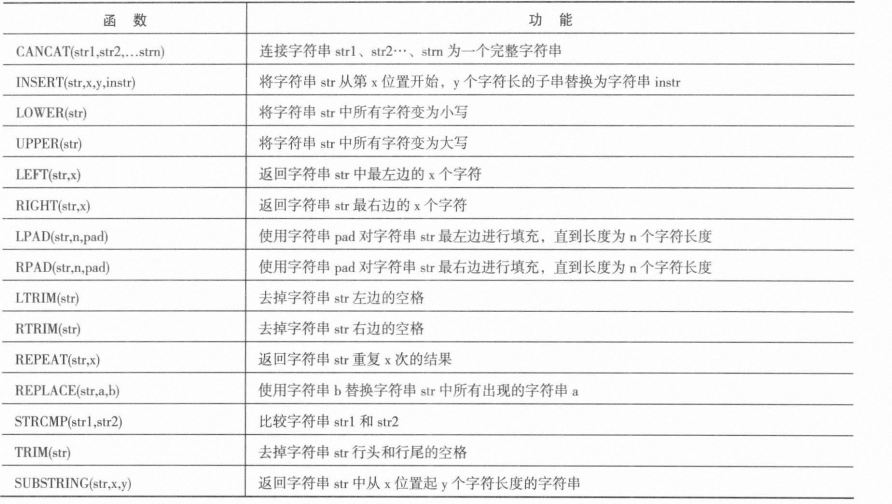 函 数 功 能
CANCAT(str1,str2,…strn) 连接字符串 str1、str2…、strn 为一个完整字符串
INSERT(str,x,y,instr) 将字符串 str 从第 x 位置开始，y 个字符长的子串替换为字符串 instr
LOWER(str) 将字符串 str 中所有字符变为小写
UPPER(str) 将字符串 str 中所有字符变为大写
LEFT(str,x) 返回字符串 str 中最左边的 x 个字符
RIGHT(str,x) 返回字符串 str 最右边的 x 个字符
LPAD(str,n,pad) 使用字符串 pad 对字符串 str 最左边进行填充，直到长度为 n 个字符长度
RPAD(str,n,pad) 使用字符串 pad 对字符串 str 最右边进行填充，直到长度为 n 个字符长度
LTRIM(str) 去掉字符串 str 左边的空格
RTRIM(str) 去掉字符串 str 右边的空格
REPEAT(str,x) 返回字符串 str 重复 x 次的结果
REPLACE(str,a,b) 使用字符串 b 替换字符串 str 中所有出现的字符串 a
STRCMP(str1,str2) 比较字符串 str1 和 str2
TRIM(str) 去掉字符串 str 行头和行尾的空格
SUBSTRING(str,x,y) 返回字符串 str 中从 x 位置起 y 个字符长度的字符串